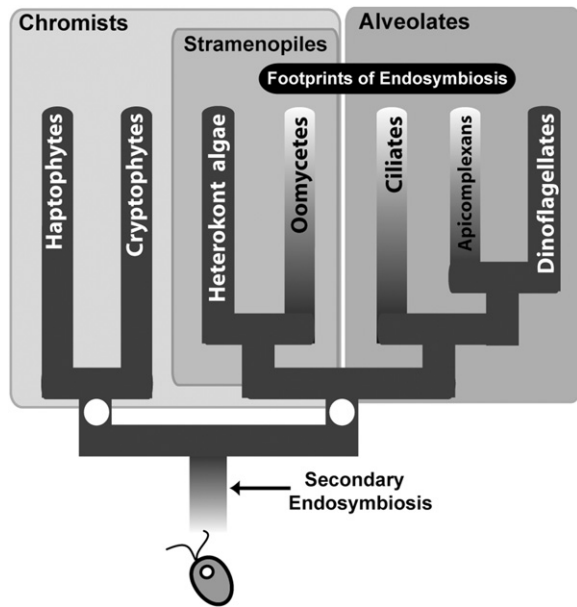 Chromists
Alveolates
Stramenopiles
Footprints of Endosymbiosis
Haptophytes
Cryptophytes
Heterokont algae
Oomycetes
Ciliates
Apicomplexans
Dinoflagellates
Secondary
Endosymbiosis